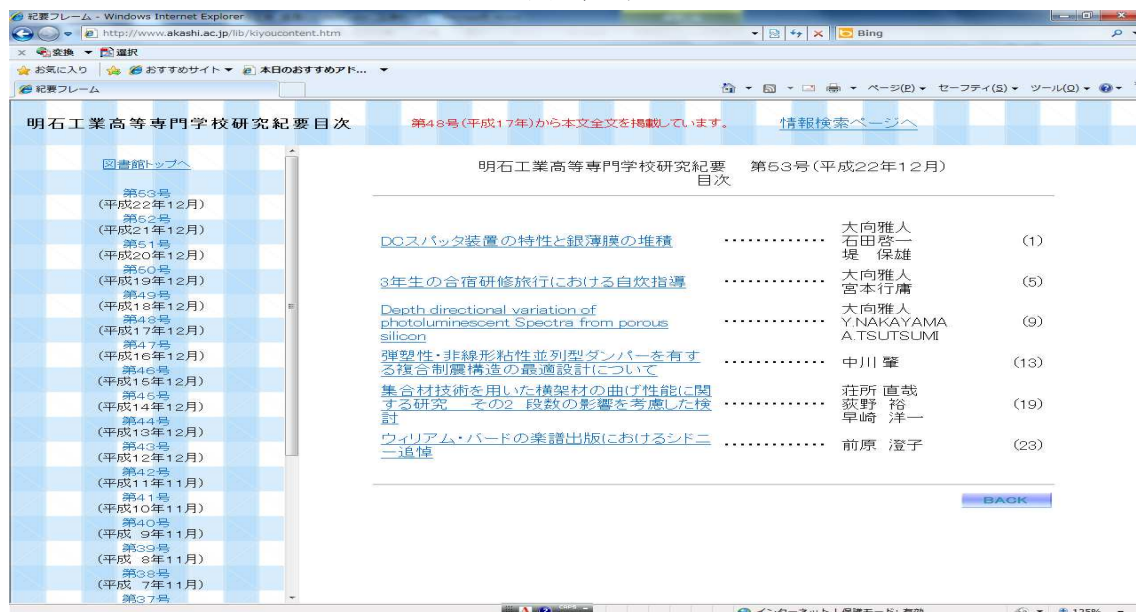 紀要フレーム - Windows Internet Explorer
http://www.akashi.ac.jp/lib/kiyoucontent.htm
Bing
× 変換 選択
お気に入り おすすめサイト 本日のおすすめアド...
紀要フレーム
ページ(P) セーフティ(S) ツール(O)
明石工業高等専門学校研究紀要目次
第48号(平成17年)から本文全文を掲載しています。
情報検索ページへ
図書館トップへ
第53号
(平成22年12月)
第52号
(平成21年12月)
第51号
(平成20年12月)
第50号
(平成19年12月)
第49号
(平成18年12月)
第48号
(平成17年12月)
第47号
(平成16年12月)
第46号
(平成15年12月)
第45号
(平成14年12月)
第44号
(平成13年12月)
第43号
(平成12年12月)
第42号
(平成11年11月)
第41号
(平成10年11月)
第40号
(平成 9年11月)
第39号
(平成 8年11月)
第38号
(平成 7年11月)
第37号
明石工業高等専門学校研究紀要 第53号(平成22年12月)
目次
DCスパッタ装置の特性と銀薄膜の堆積 ‥‥‥‥‥‥ 大向雅人 (1)
石田啓一
堤 保雄
3年生の合宿研修旅行における自炊指導 ‥‥‥‥‥‥ 大向雅人 (5)
宮本行庸
Depth directional variation of
photoluminescent Spectra from porous
silicon ‥‥‥‥‥‥ 大向雅人 (9)
Y.NAKAYAMA
A.TSUTSUMI
弾塑性・非線形粘性並列型ダンパーを有す
る複合制震構造の最適設計について ‥‥‥‥‥‥ 中川 肇 (13)
集合材技術を用いた横架材の曲げ性能に関
する研究 その2 段数の影響を考慮した検
討 ‥‥‥‥‥‥ 荘所 直哉 (19)
荻野 裕
早崎 洋一
ウィリアム・バードの楽譜出版におけるシドニ
ー追悼 ‥‥‥‥‥‥ 前原 澄子 (23)
BACK
インターネット | 保護モード: 有効
125%